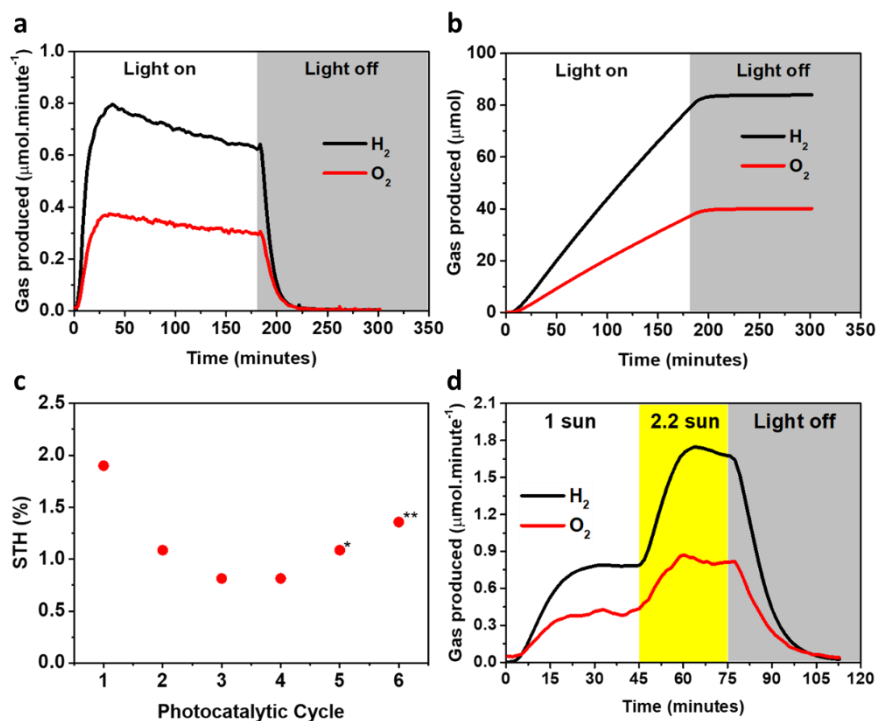 a
Gas produced (μmol.minute⁻¹)
1.0
0.8
0.6
0.4
0.2
0.0
Light on
Light off
H₂
O₂
0 50 100 150 200 250 300 350
Time (minutes)
b
Gas produced (μmol)
100
80
60
40
20
0
Light on
Light off
H₂
O₂
0 50 100 150 200 250 300 350
Time (minutes)
c
STH (%)
2.5
2.0
1.5
1.0
0.5
0.0
*
**
1 2 3 4 5 6
Photocatalytic Cycle
d
Gas produced (μmol.minute⁻¹)
2.1
1.8
1.5
1.2
0.9
0.6
0.3
0.0
1 sun
2.2 sun
Light off
H₂
O₂
0 15 30 45 60 75 90 105 120
Time (minutes)